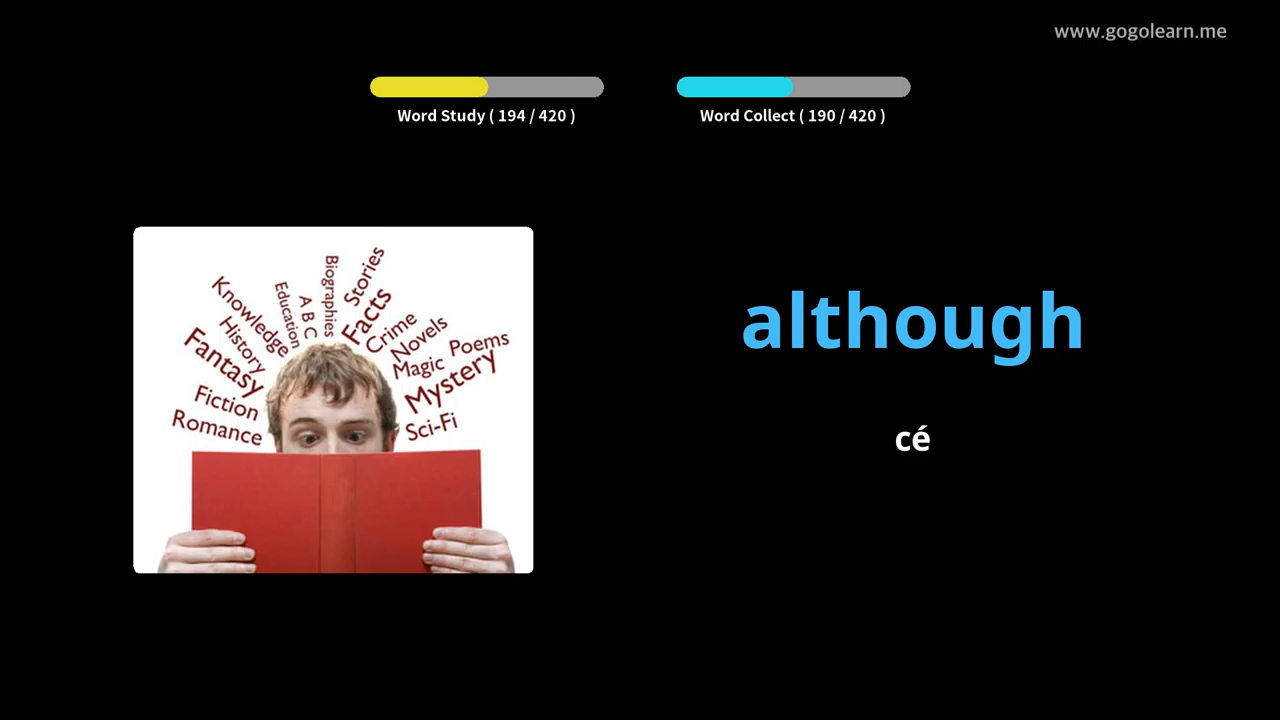 www.gogolearn.me
Word Study ( 194 / 420 )
Word Collect ( 190 / 420 )
although
cé
Stories
Biographies
Facts
A B C
Education
Knowledge
Crime
Novels
History
Poems
Magic
Fantasy
Mystery
Fiction
Sci-Fi
Romance